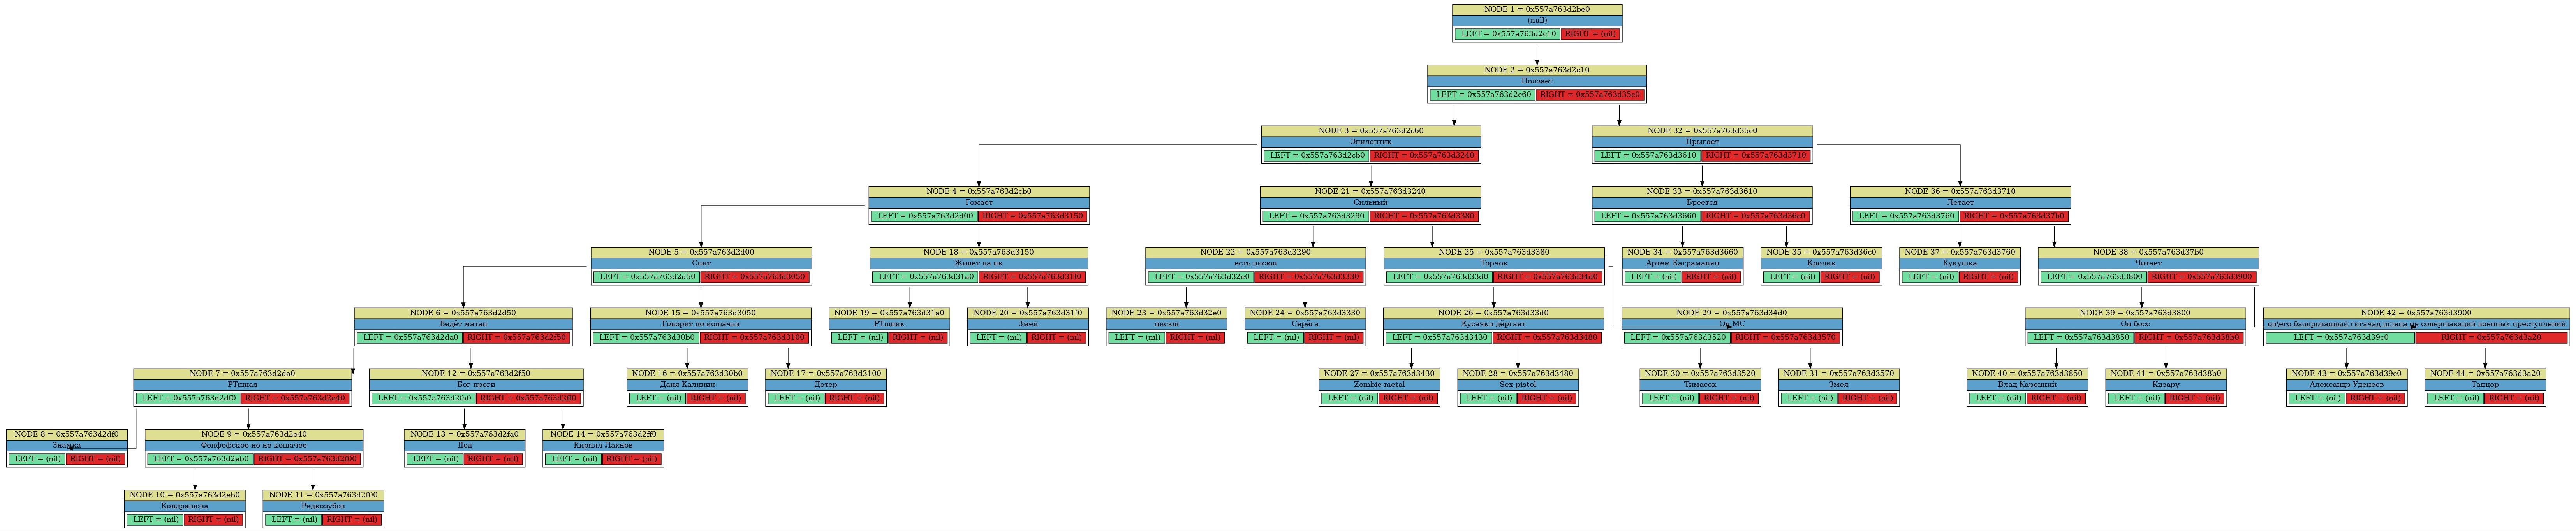 NODE 1 = 0x557a763d2be0
(null)
LEFT = 0x557a763d2c10 RIGHT = (nil)
NODE 2 = 0x557a763d2c10
Ползает
LEFT = 0x557a763d2c60 RIGHT = 0x557a763d35c0
NODE 3 = 0x557a763d2c60
Эпилептик
LEFT = 0x557a763d2cb0 RIGHT = 0x557a763d3240
NODE 32 = 0x557a763d35c0
Прыгает
LEFT = 0x557a763d3610 RIGHT = 0x557a763d3710
NODE 4 = 0x557a763d2cb0
Гомает
LEFT = 0x557a763d2d00 RIGHT = 0x557a763d3150
NODE 21 = 0x557a763d3240
Сильный
LEFT = 0x557a763d3290 RIGHT = 0x557a763d3380
NODE 33 = 0x557a763d3610
Бреется
LEFT = 0x557a763d3660 RIGHT = 0x557a763d36c0
NODE 36 = 0x557a763d3710
Летает
LEFT = 0x557a763d3760 RIGHT = 0x557a763d37b0
NODE 5 = 0x557a763d2d00
Спит
LEFT = 0x557a763d2d50 RIGHT = 0x557a763d3050
NODE 18 = 0x557a763d3150
Живёт на нк
LEFT = 0x557a763d31a0 RIGHT = 0x557a763d31f0
NODE 22 = 0x557a763d3290
есть писюн
LEFT = 0x557a763d32e0 RIGHT = 0x557a763d3330
NODE 25 = 0x557a763d3380
Торчок
LEFT = 0x557a763d33d0 RIGHT = 0x557a763d34d0
NODE 34 = 0x557a763d3660
Артём Каграманян
LEFT = (nil) RIGHT = (nil)
NODE 35 = 0x557a763d36c0
Кролик
LEFT = (nil) RIGHT = (nil)
NODE 37 = 0x557a763d3760
Кукушка
LEFT = (nil) RIGHT = (nil)
NODE 38 = 0x557a763d37b0
Читает
LEFT = 0x557a763d3800 RIGHT = 0x557a763d3900
NODE 6 = 0x557a763d2d50
Ведёт матан
LEFT = 0x557a763d2da0 RIGHT = 0x557a763d2f50
NODE 15 = 0x557a763d3050
Говорит по-кошачьи
LEFT = 0x557a763d30b0 RIGHT = 0x557a763d3100
NODE 19 = 0x557a763d31a0
РТшник
LEFT = (nil) RIGHT = (nil)
NODE 20 = 0x557a763d31f0
Змей
LEFT = (nil) RIGHT = (nil)
NODE 23 = 0x557a763d32e0
писюн
LEFT = (nil) RIGHT = (nil)
NODE 24 = 0x557a763d3330
Серёга
LEFT = (nil) RIGHT = (nil)
NODE 26 = 0x557a763d33d0
Кусачки дёргает
LEFT = 0x557a763d3430 RIGHT = 0x557a763d3480
NODE 29 = 0x557a763d34d0
Он МС
LEFT = 0x557a763d3520 RIGHT = 0x557a763d3570
NODE 39 = 0x557a763d3800
Он босс
LEFT = 0x557a763d3850 RIGHT = 0x557a763d38b0
NODE 42 = 0x557a763d3900
базированный гигачад шлепа не совершающий военных преступлений
LEFT = 0x557a763d39c0 RIGHT = 0x557a763d3a20
NODE 7 = 0x557a763d2da0
РТшная
LEFT = 0x557a763d2df0 RIGHT = 0x557a763d2e40
NODE 12 = 0x557a763d2f50
Бог проги
LEFT = 0x557a763d2fa0 RIGHT = 0x557a763d2ff0
NODE 16 = 0x557a763d30b0
Даня Калинин
LEFT = (nil) RIGHT = (nil)
NODE 17 = 0x557a763d3100
Дотер
LEFT = (nil) RIGHT = (nil)
NODE 27 = 0x557a763d3430
Zombie metal
LEFT = (nil) RIGHT = (nil)
NODE 28 = 0x557a763d3480
Sex pistol
LEFT = (nil) RIGHT = (nil)
NODE 30 = 0x557a763d3520
Тимасок
LEFT = (nil) RIGHT = (nil)
NODE 31 = 0x557a763d3570
Змея
LEFT = (nil) RIGHT = (nil)
NODE 40 = 0x557a763d3850
Влад Карецкий
LEFT = (nil) RIGHT = (nil)
NODE 41 = 0x557a763d38b0
Кизару
LEFT = (nil) RIGHT = (nil)
NODE 43 = 0x557a763d39c0
Александр Уденеев
LEFT = (nil) RIGHT = (nil)
NODE 44 = 0x557a763d3a20
Танцор
LEFT = (nil) RIGHT = (nil)
NODE 8 = 0x557a763d2df0
Знамка
LEFT = (nil) RIGHT = (nil)
NODE 9 = 0x557a763d2e40
Фопфофское но не кошачее
LEFT = 0x557a763d2eb0 RIGHT = 0x557a763d2f00
NODE 13 = 0x557a763d2fa0
Дед
LEFT = (nil) RIGHT = (nil)
NODE 14 = 0x557a763d2ff0
Кирилл Лахнов
LEFT = (nil) RIGHT = (nil)
NODE 10 = 0x557a763d2eb0
Кондрашова
LEFT = (nil) RIGHT = (nil)
NODE 11 = 0x557a763d2f00
Редкозубов
LEFT = (nil) RIGHT = (nil)